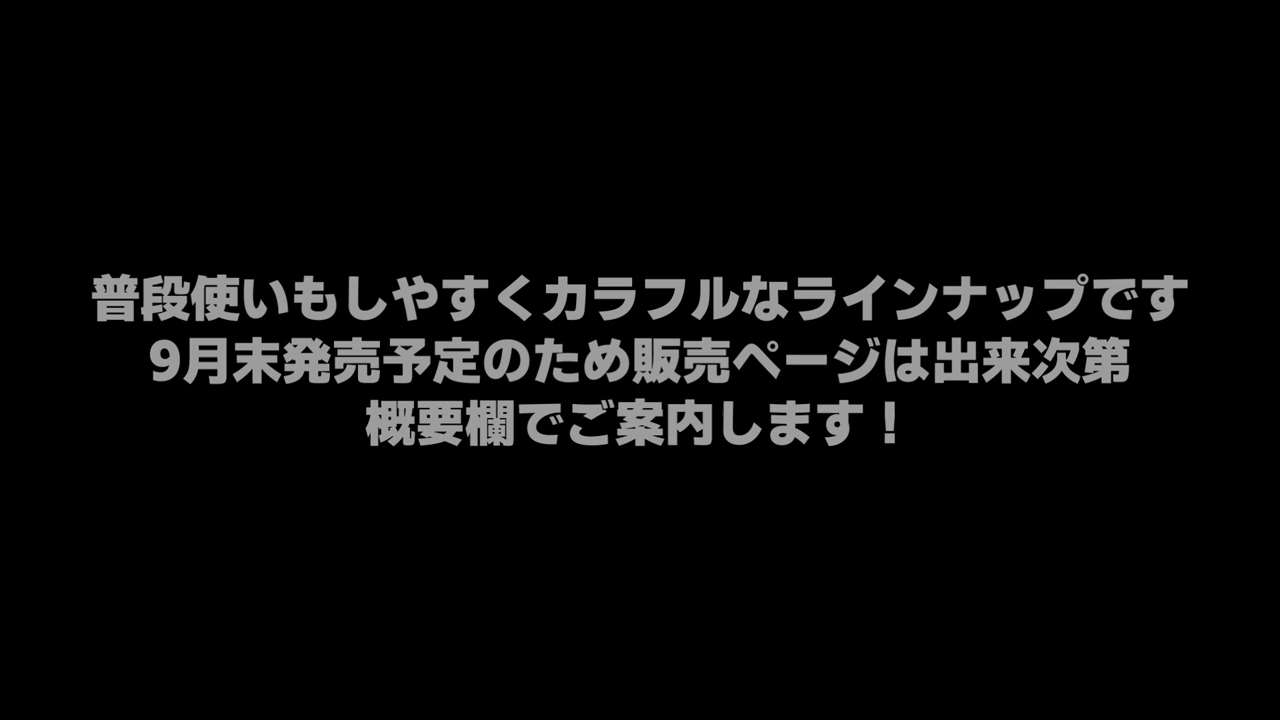 普段使いもしやすくカラフルなラインナップです
9月末発売予定のため販売ページは出来次第
概要欄でご案内します！